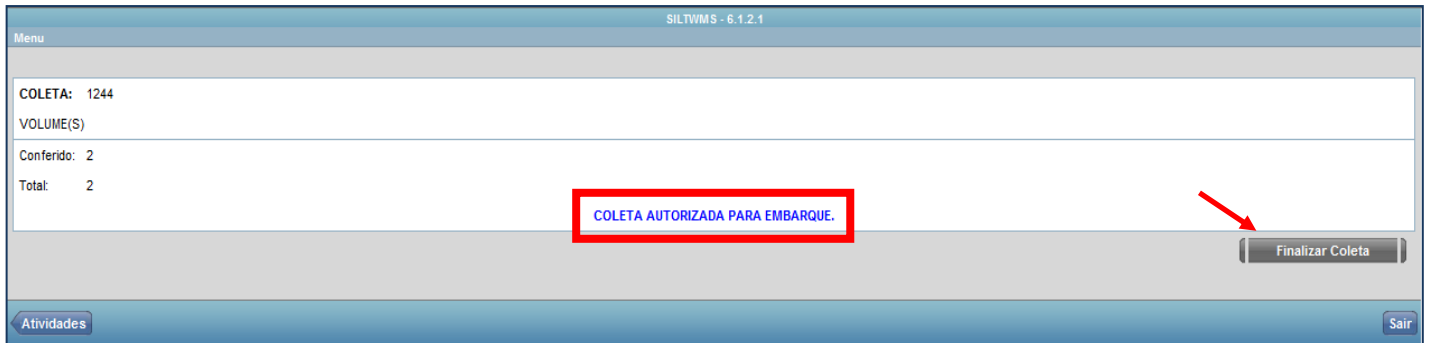 SILTWMS - 6.1.2.1
Menu
COLETA: 1244
VOLUME(S)
Conferido: 2
Total: 2
COLETA AUTORIZADA PARA EMBARQUE.
Finalizar Coleta
Atividades
Sair